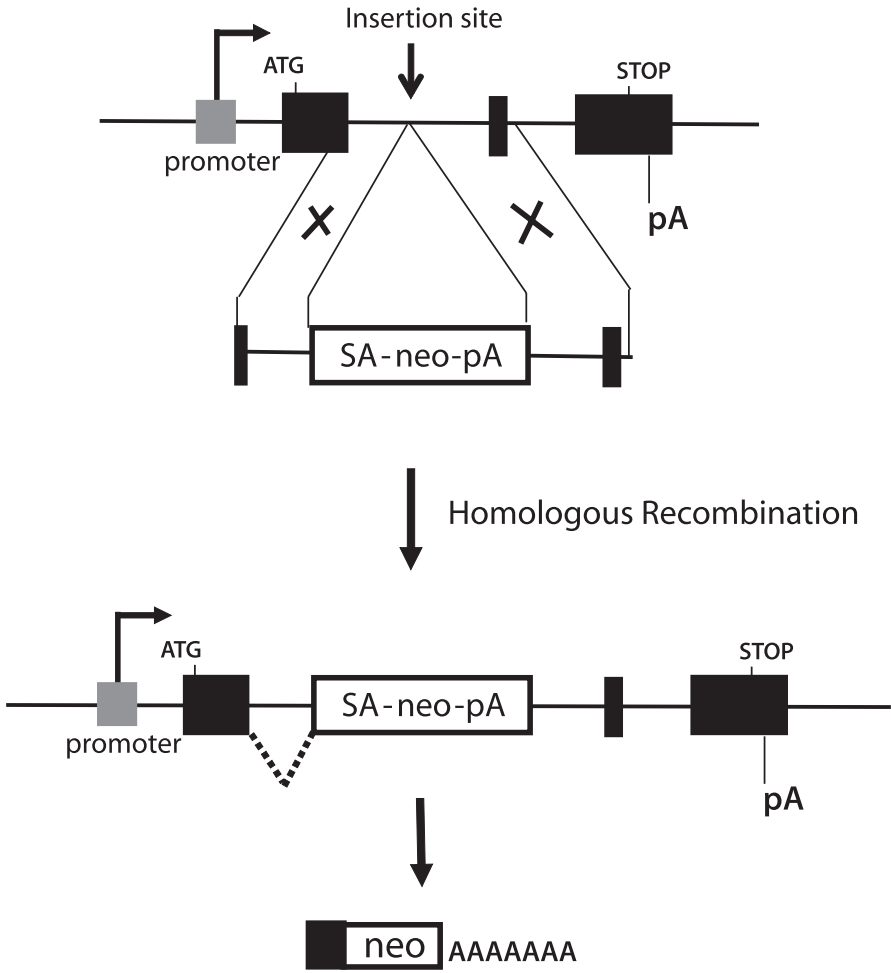 Insertion site
ATG
STOP
promoter
pA
SA-neo-pA
Homologous Recombination
ATG
STOP
SA-neo-pA
promoter
pA
neo AAAAAAA